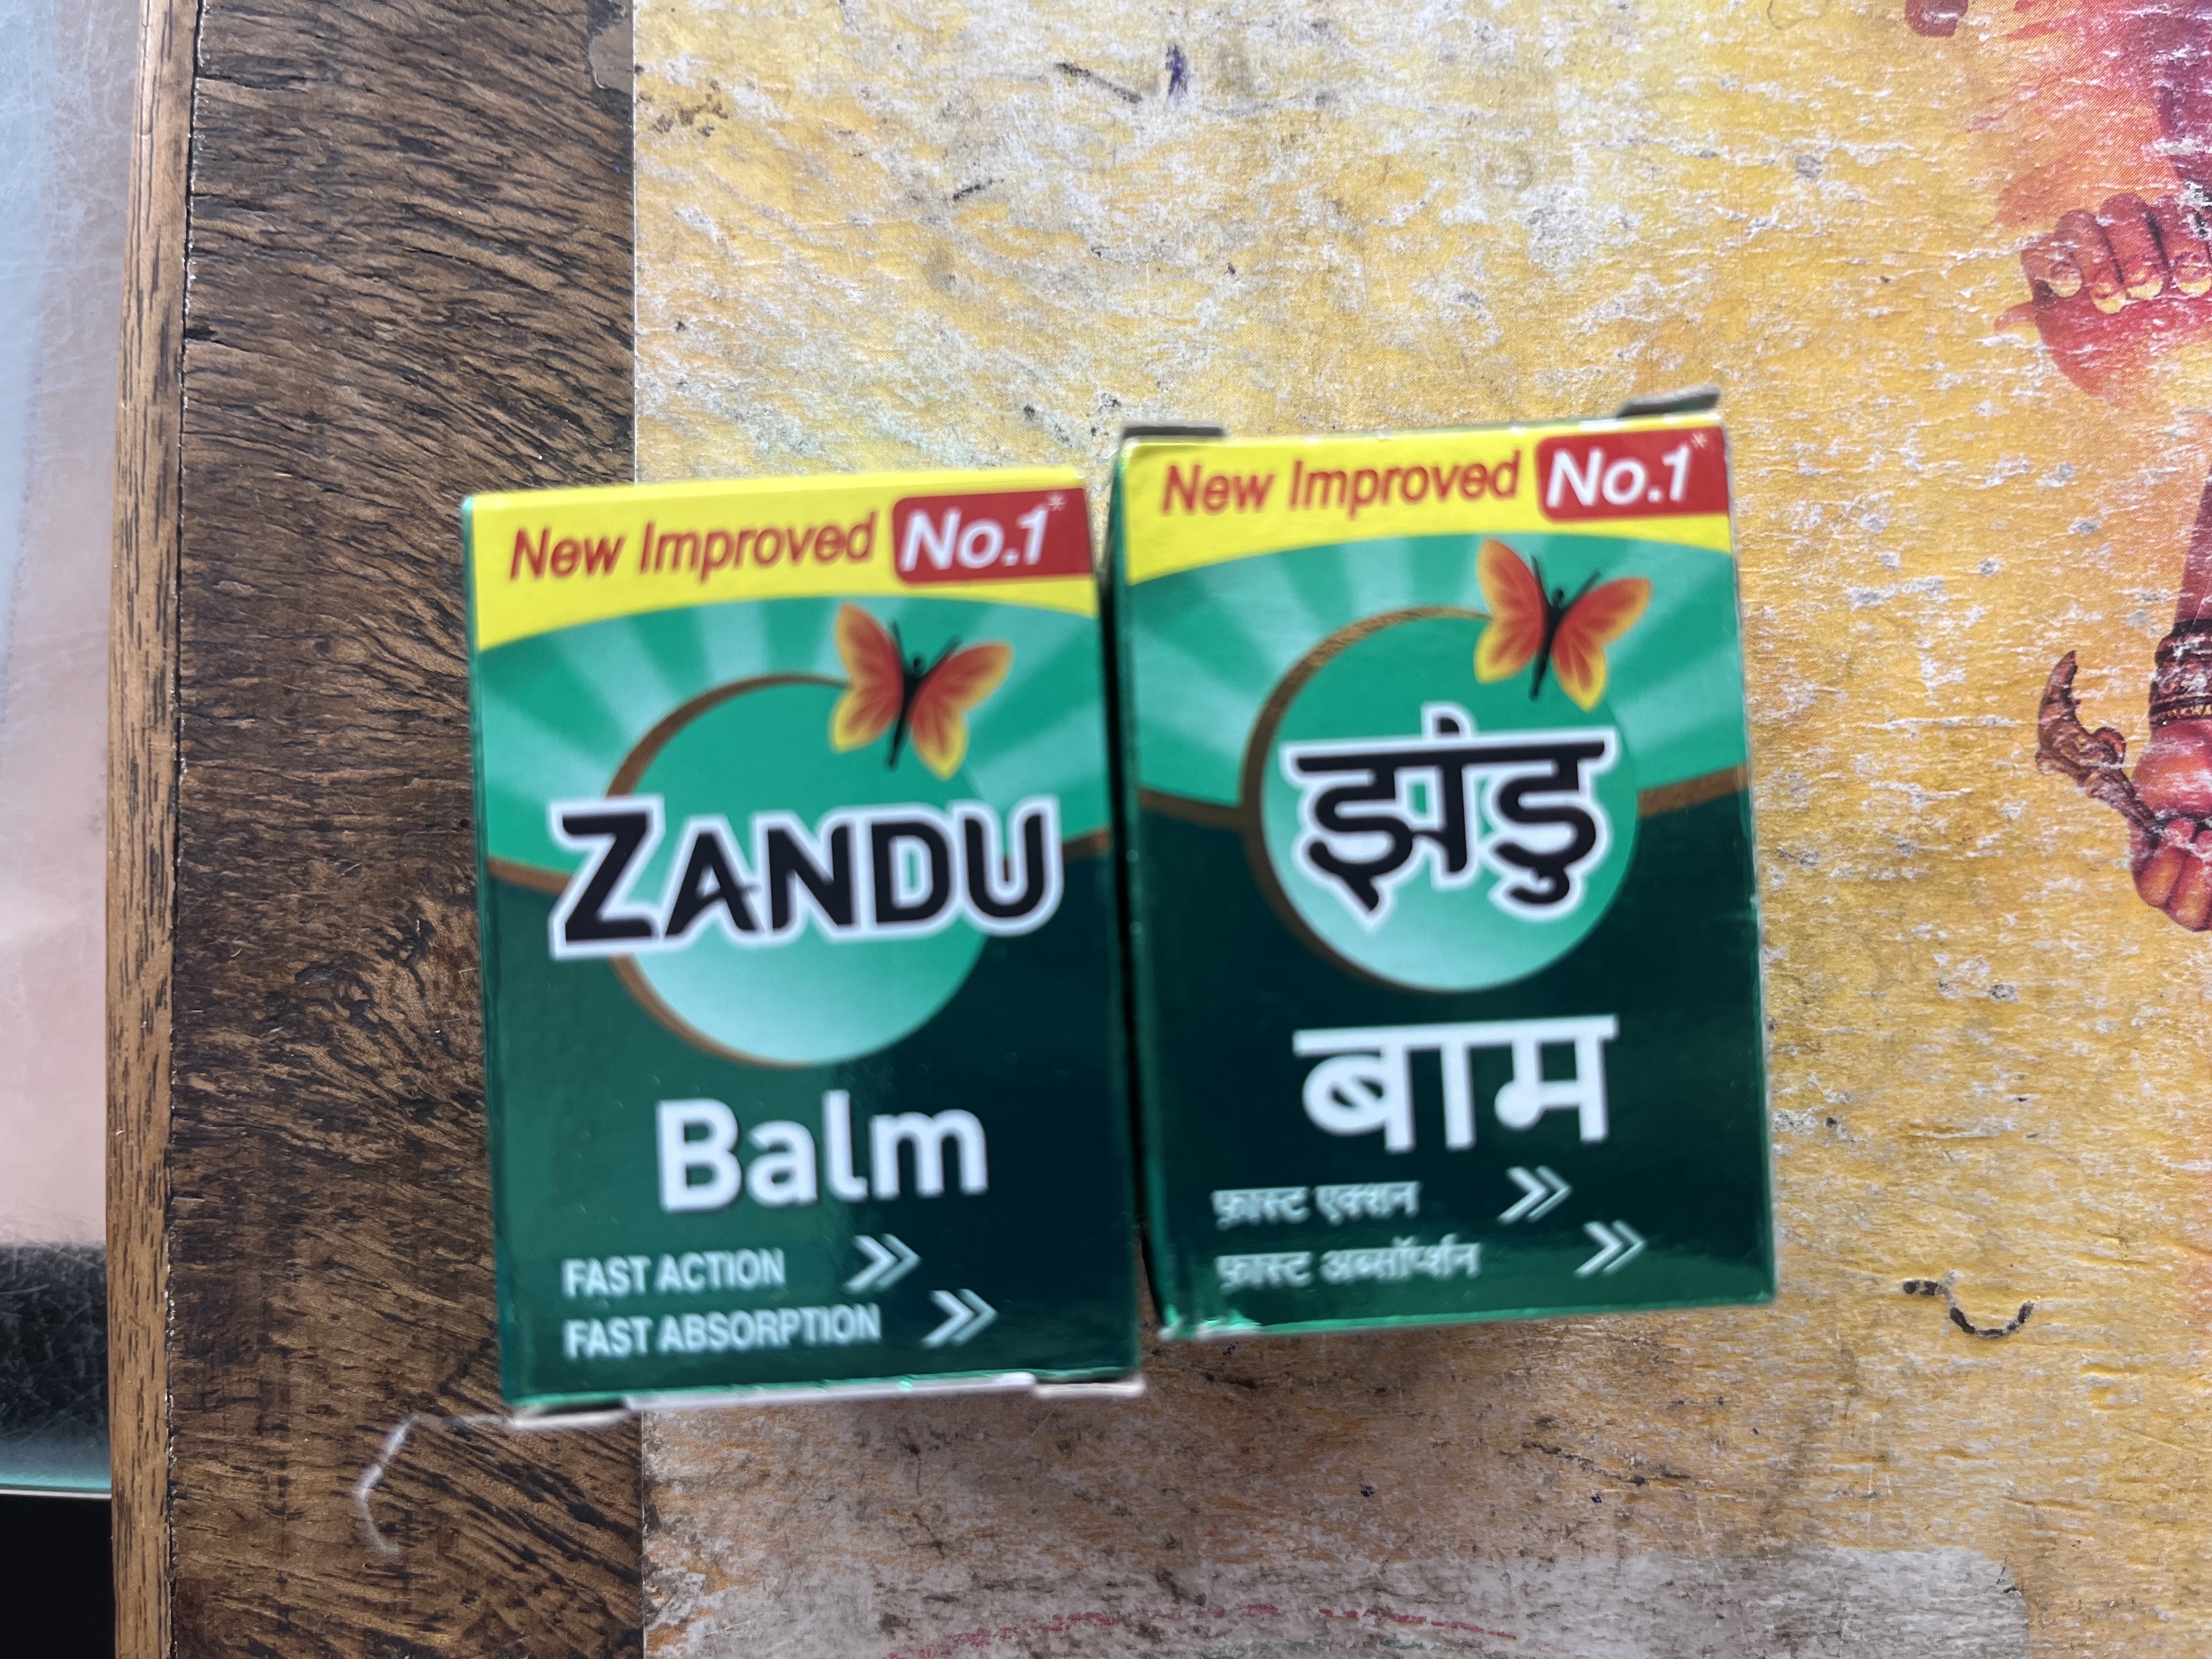 New Improved No.1*
ZANDU
Balm
FAST ACTION
FAST ABSORPTION
New Improved No.1*
झंडु
बाम
फ़ास्ट एक्शन
फ़ास्ट अब्सॉर्प्शन